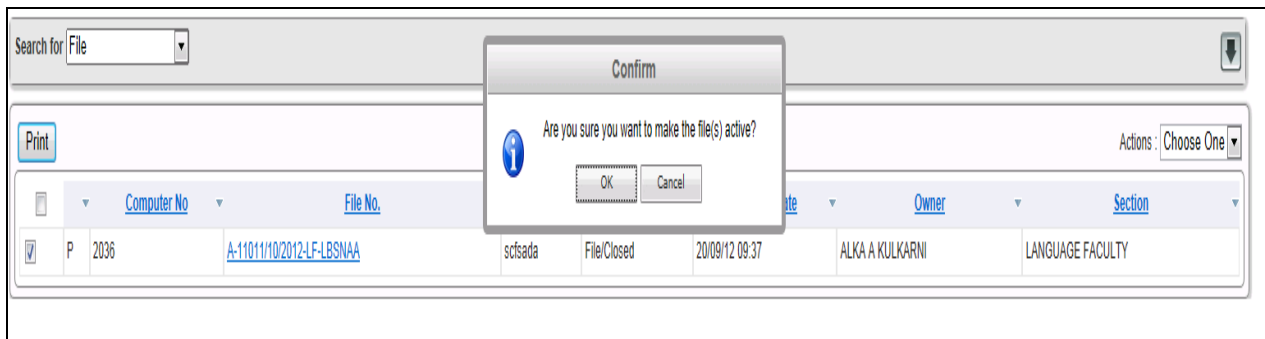 Search for File
Confirm
Are you sure you want to make the file(s) active?
OK Cancel
Print
Actions : Choose One
Computer No File No. Owner Section
P 2036 A-11011/10/2012-LF-LBSNAA scfsada File/Closed 20/09/12 09:37 ALKA A KULKARNI LANGUAGE FACULTY